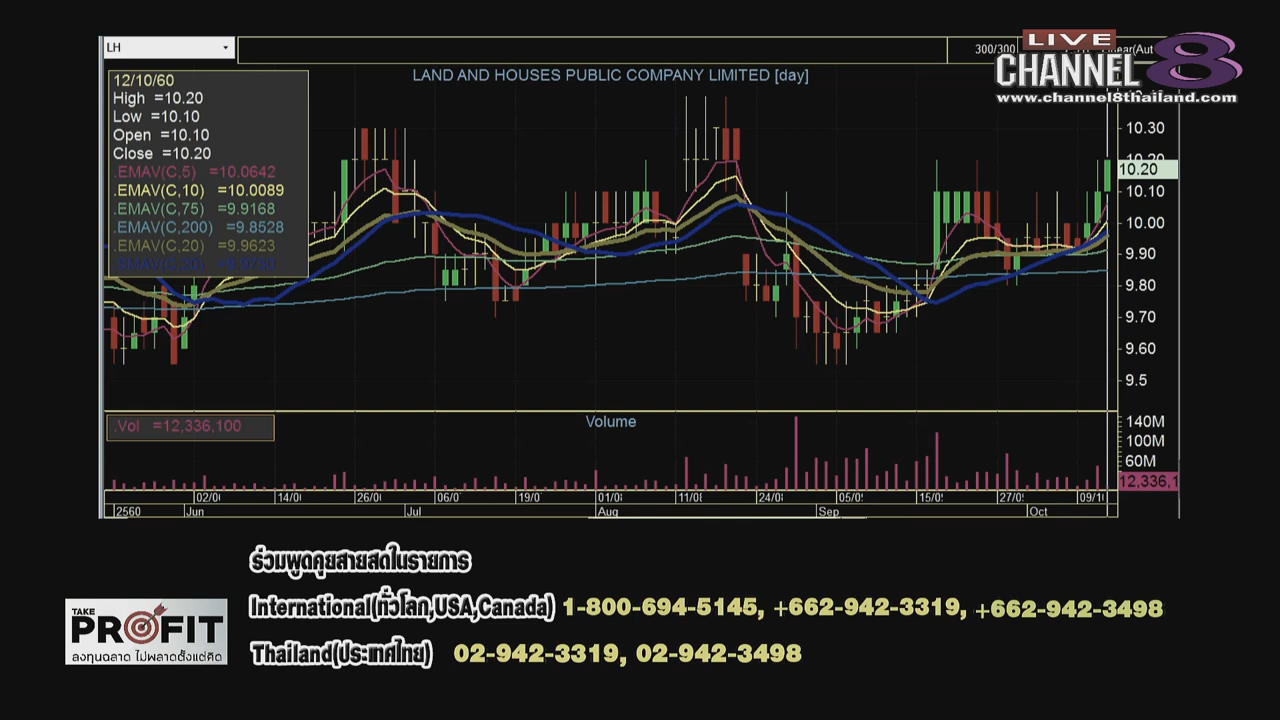 LH
300/300
LIVE
CHANNEL 8
www.channel8thailand.com
LAND AND HOUSES PUBLIC COMPANY LIMITED [day]
12/10/60
High =10.20
Low =10.10
Open =10.10
Close =10.20
.EMAV(C,5) =10.0642
.EMAV(C,10) =10.0089
.EMAV(C,75) =9.9168
.EMAV(C,200) =9.8528
.EMAV(C,20) =9.9623
10.30
10.20
10.20
10.10
10.00
9.90
9.80
9.70
9.60
9.5
.Vol =12,336,100
Volume
140M
100M
60M
12,336,1
02/0 14/0 26/0 06/0 19/0 01/0 11/0 24/0 05/0 15/0 27/0 09/1
2560 Jun Jul Aug Sep Oct
ร่วมพูดคุยสายสดในรายการ
International(ทั่วโลก,USA,Canada) 1-800-694-5145, +662-942-3319, +662-942-3498
Thailand(ประเทศไทย) 02-942-3319, 02-942-3498
TAKE
PROFIT
ลงทุนฉลาด ไม่พลาดตั้งแต่คิด